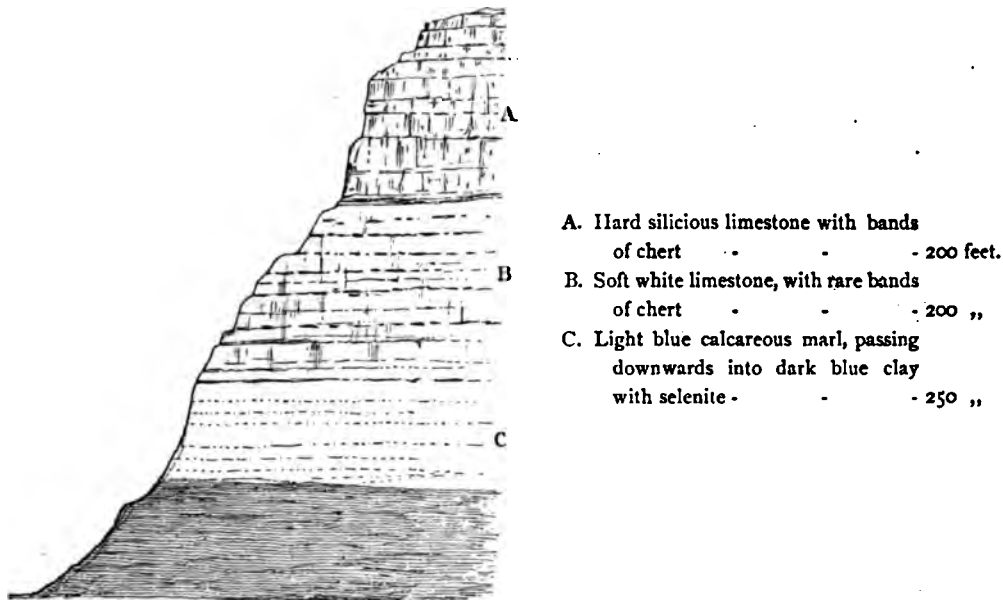 A
B
C
A. Hard silicious limestone with bands
of chert - - - 200 feet.
B. Soft white limestone, with rare bands
of chert - - - 200 „
C. Light blue calcareous marl, passing
downwards into dark blue clay
with selenite - - - 250 „